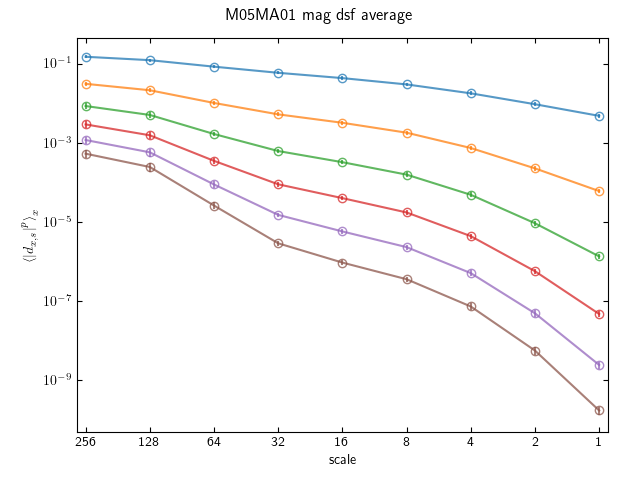 M05MA01 mag dsf average
10⁻¹
10⁻³
10⁻⁵
10⁻⁷
10⁻⁹
⟨|d_{x,s}|^p⟩_x
256 128 64 32 16 8 4 2 1
scale